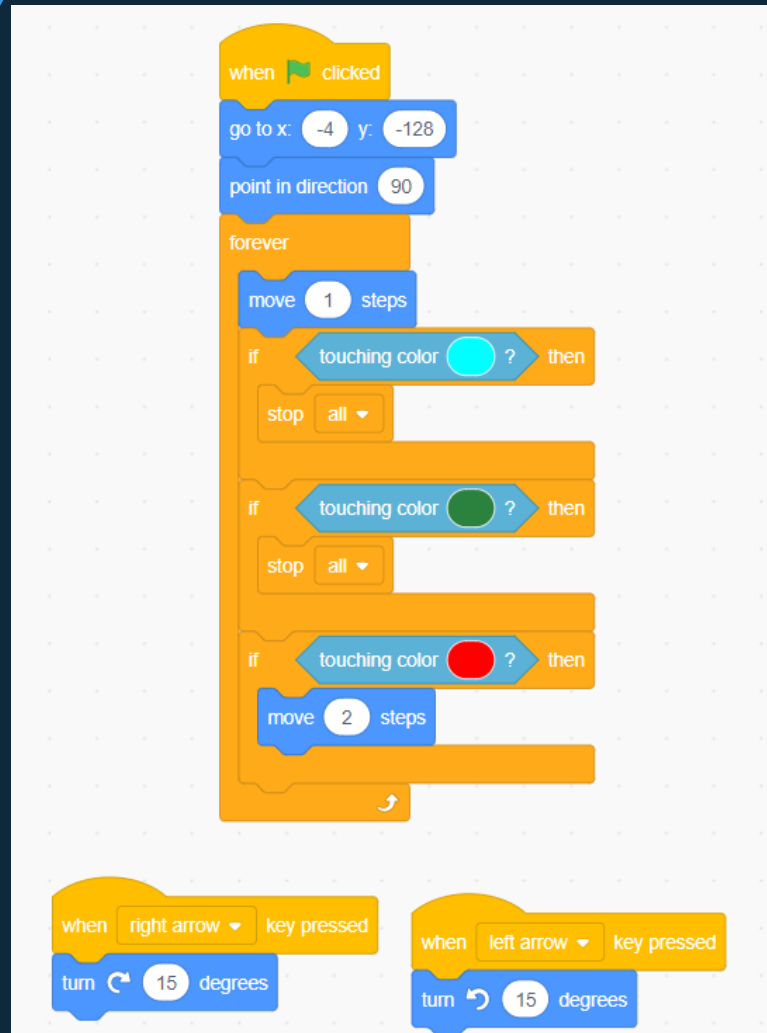 when clicked
go to x: -4 y: -128
point in direction 90
forever
move 1 steps
if touching color ? then
stop all
if touching color ? then
stop all
if touching color ? then
move 2 steps
when right arrow key pressed
turn 15 degrees
when left arrow key pressed
turn 15 degrees